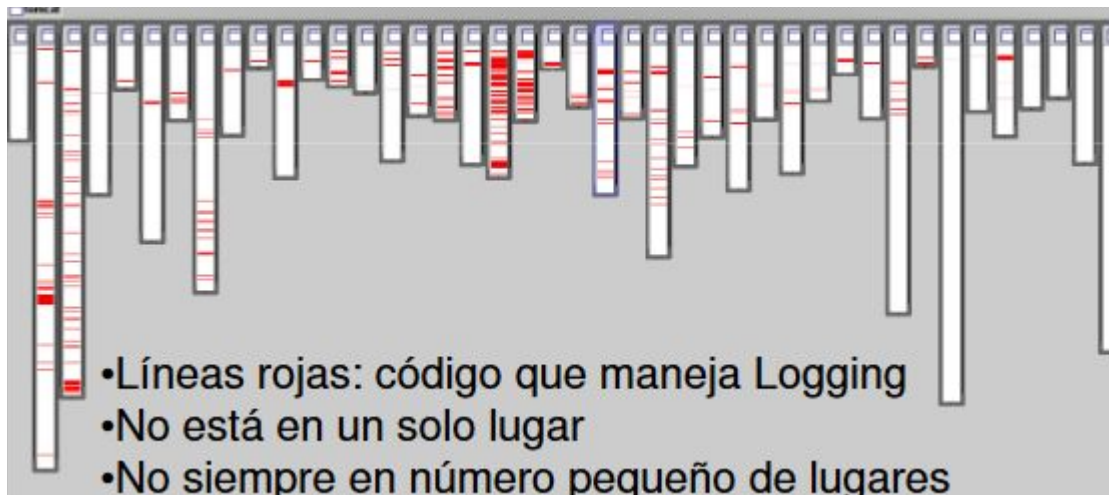 •Líneas rojas: código que maneja Logging
•No está en un solo lugar
•No siempre en número pequeño de lugares